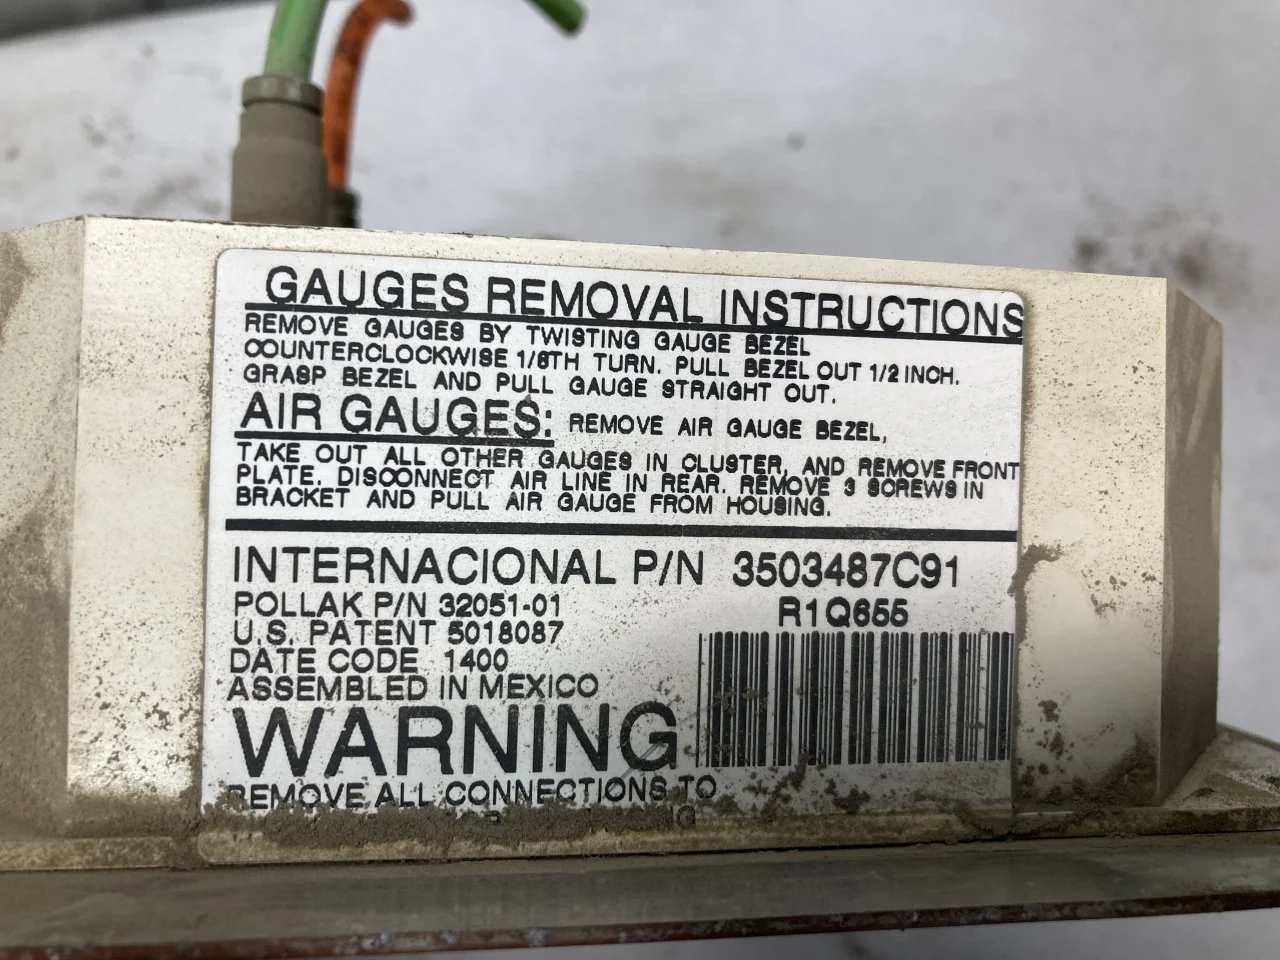 GAUGES REMOVAL INSTRUCTIONS
REMOVE GAUGES BY TWISTING GAUGE BEZEL
COUNTERCLOCKWISE 1/8TH TURN. PULL BEZEL OUT 1/2 INCH.
GRASP BEZEL AND PULL GAUGE STRAIGHT OUT.
AIR GAUGES: REMOVE AIR GAUGE BEZEL,
TAKE OUT ALL OTHER GAUGES IN CLUSTER, AND REMOVE FRONT
PLATE. DISCONNECT AIR LINE IN REAR. REMOVE 3 SCREWS IN
BRACKET AND PULL AIR GAUGE FROM HOUSING.
INTERNACIONAL P/N 3503487C91
POLLAK P/N 32051-01 R1Q655
U.S. PATENT 5018087
DATE CODE 1400
ASSEMBLED IN MEXICO
WARNING
REMOVE ALL CONNECTIONS TO